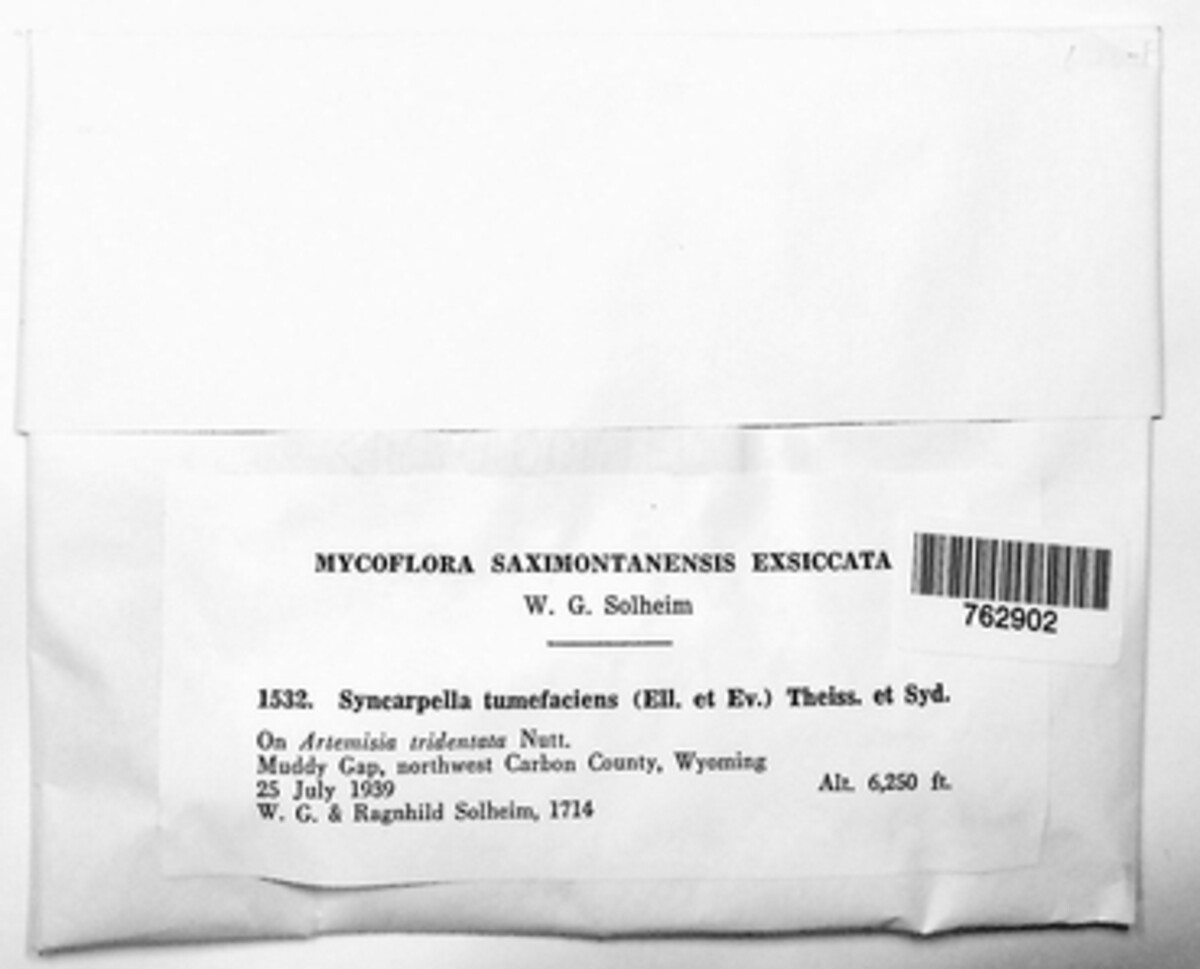 MYCOFLORA SAXIMONTANENSIS EXSICCATA
W. G. Solheim
762902
1532. Syncarpella tumefaciens (Ell. et Ev.) Theiss. et Syd.
On Artemisia tridentata Nutt.
Muddy Gap, northwest Carbon County, Wyoming
25 July 1939
Alt. 6,250 ft.
W. G. & Ragnhild Solheim, 1714